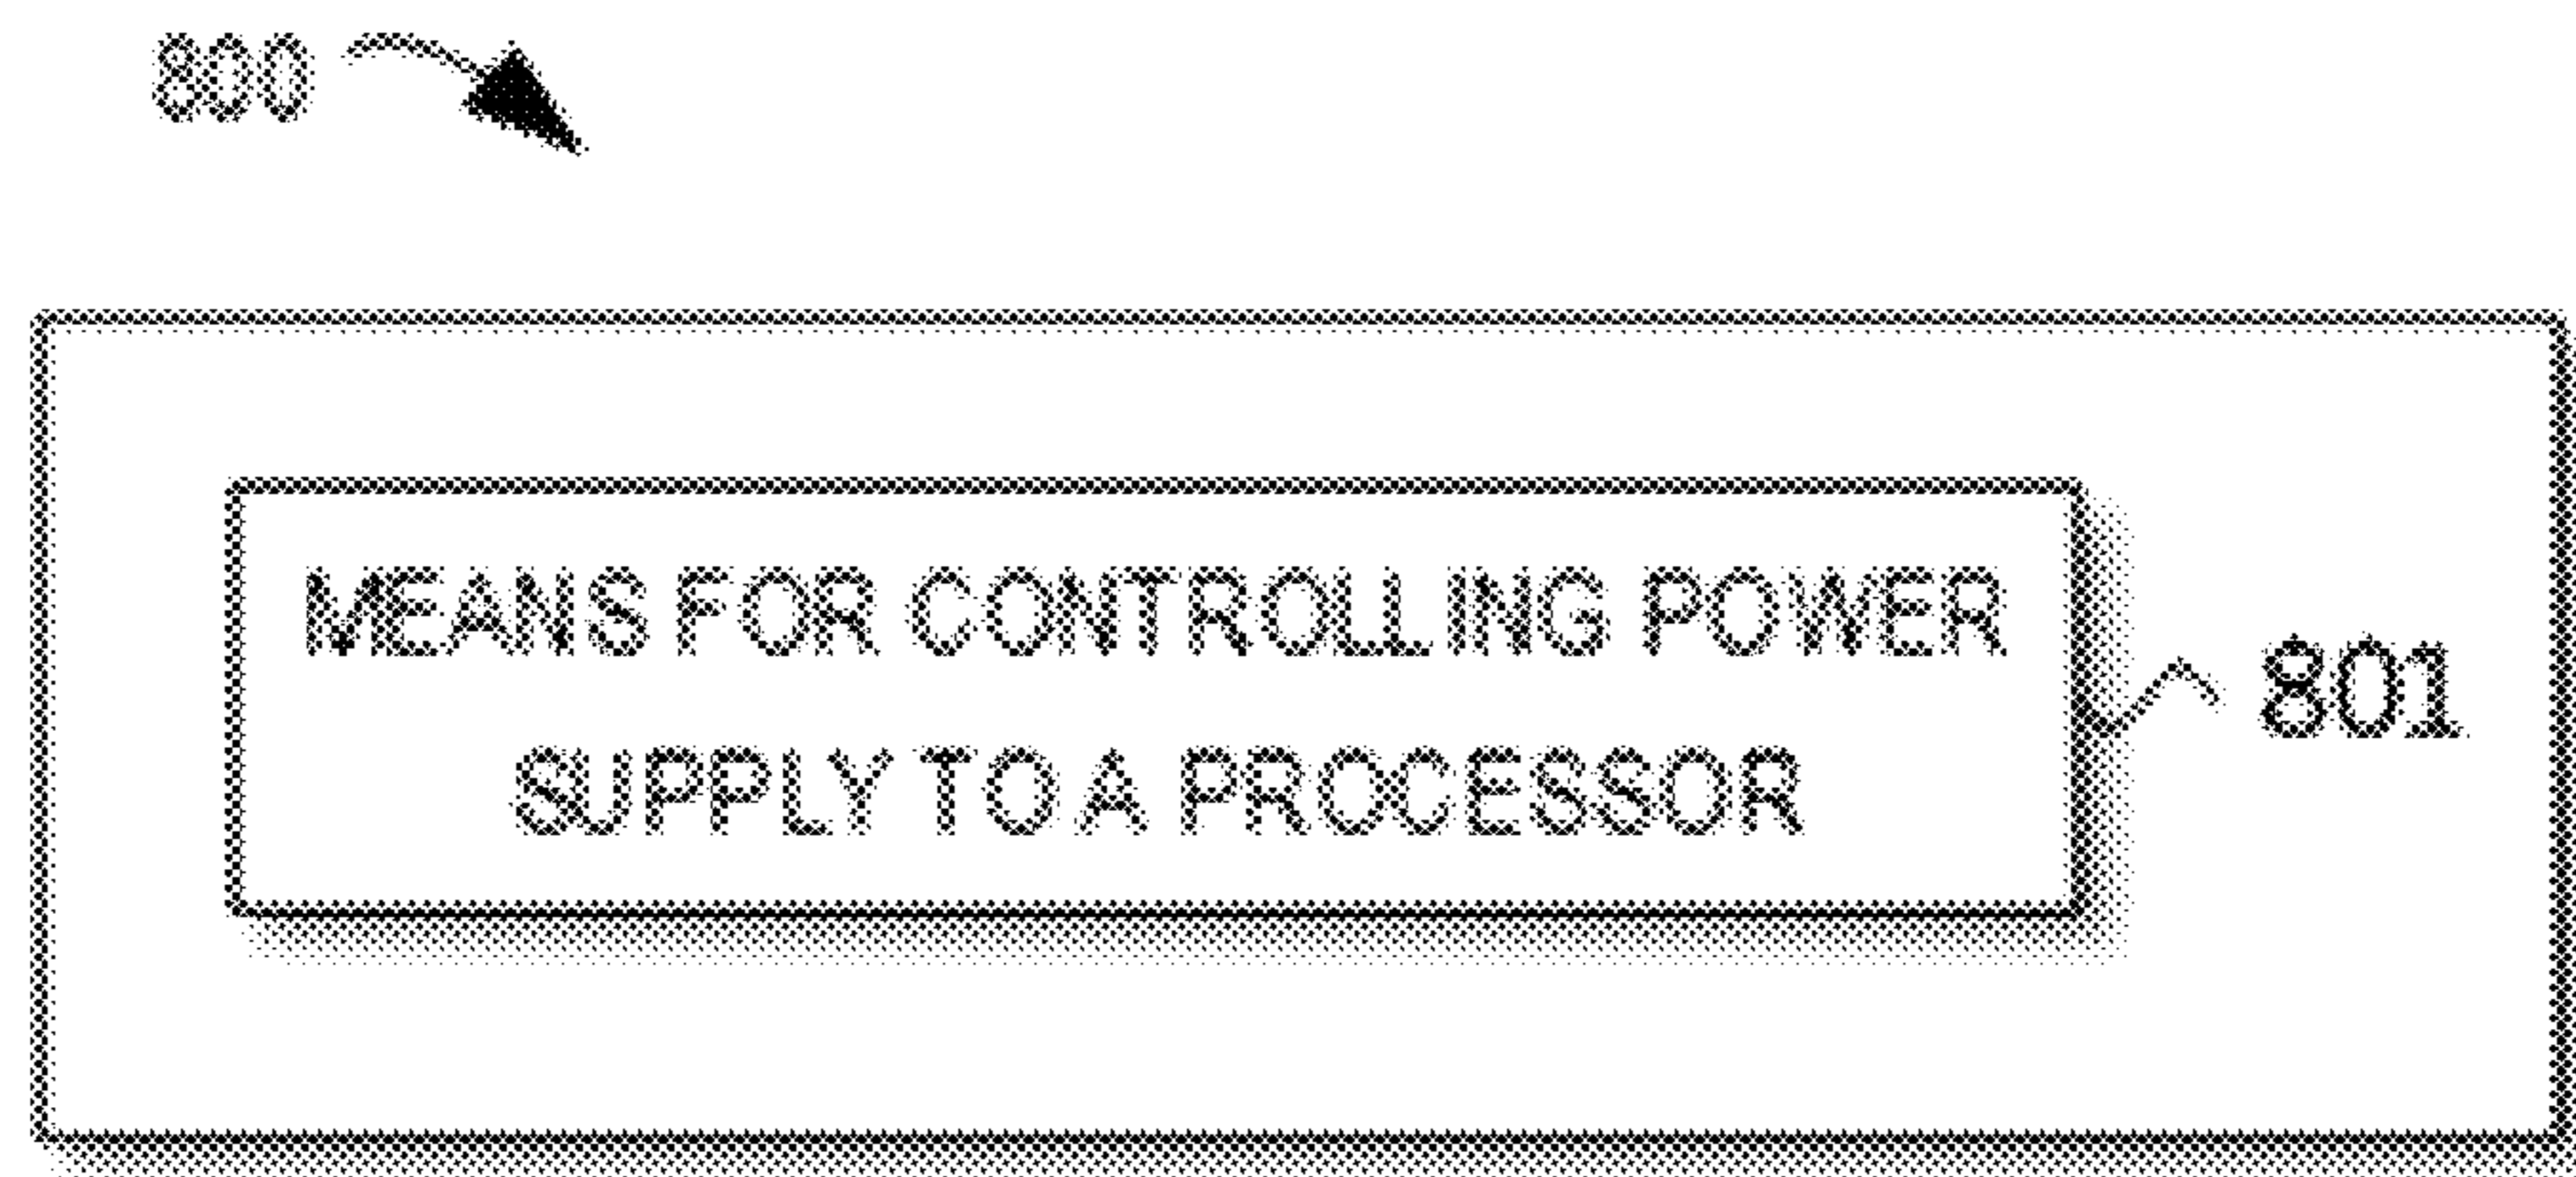 800
MEANS FOR CONTROLLING POWER
SUPPLY TO A PROCESSOR
801